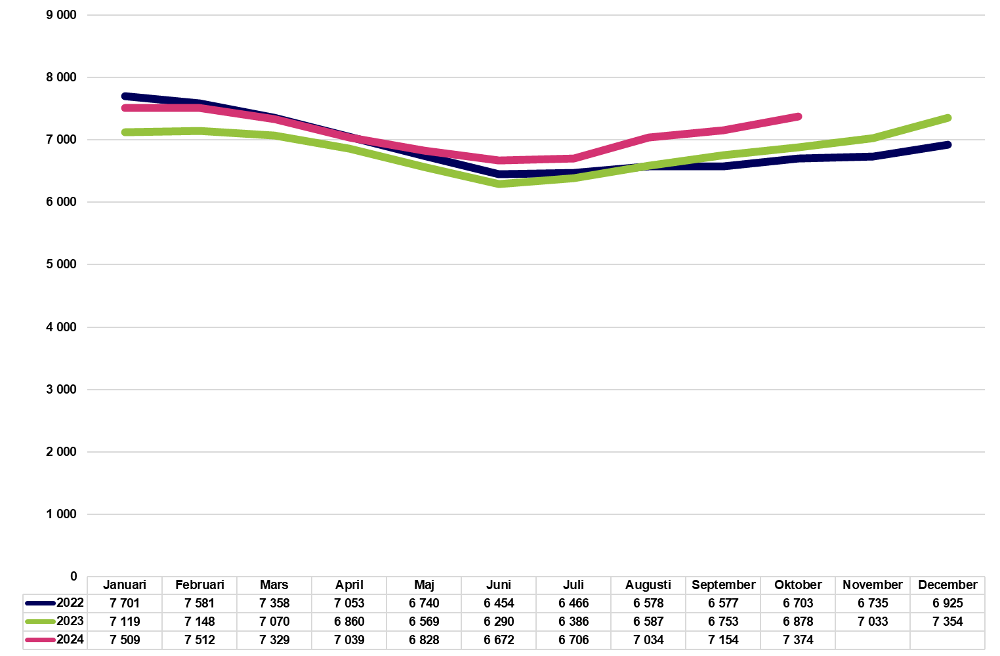 9 000
8 000
7 000
6 000
5 000
4 000
3 000
2 000
1 000
0
Januari Februari Mars April Maj Juni Juli Augusti September Oktober November December
2022 7 701 7 581 7 358 7 053 6 740 6 454 6 466 6 578 6 577 6 703 6 735 6 925
2023 7 119 7 148 7 070 6 860 6 569 6 290 6 386 6 587 6 753 6 878 7 033 7 354
2024 7 509 7 512 7 329 7 039 6 828 6 672 6 706 7 034 7 154 7 374